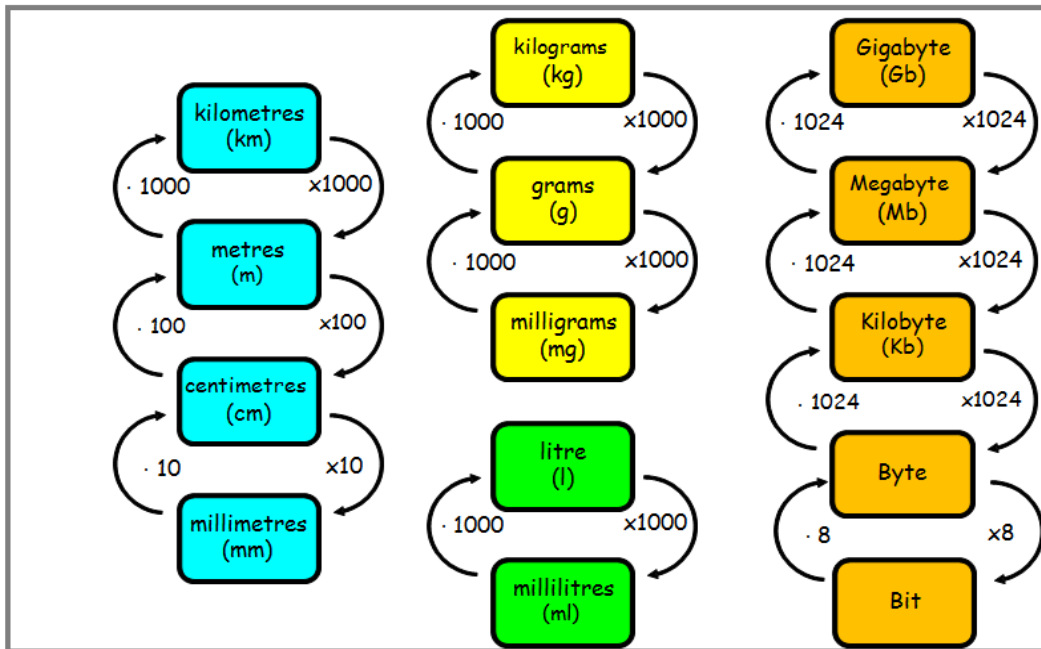 kilometres
(km)
· 1000
x1000
metres
(m)
· 100
x100
centimetres
(cm)
· 10
x10
millimetres
(mm)
kilograms
(kg)
· 1000
x1000
grams
(g)
· 1000
x1000
milligrams
(mg)
litre
(l)
· 1000
x1000
millilitres
(ml)
Gigabyte
(Gb)
· 1024
x1024
Megabyte
(Mb)
· 1024
x1024
Kilobyte
(Kb)
· 1024
x1024
Byte
· 8
x8
Bit